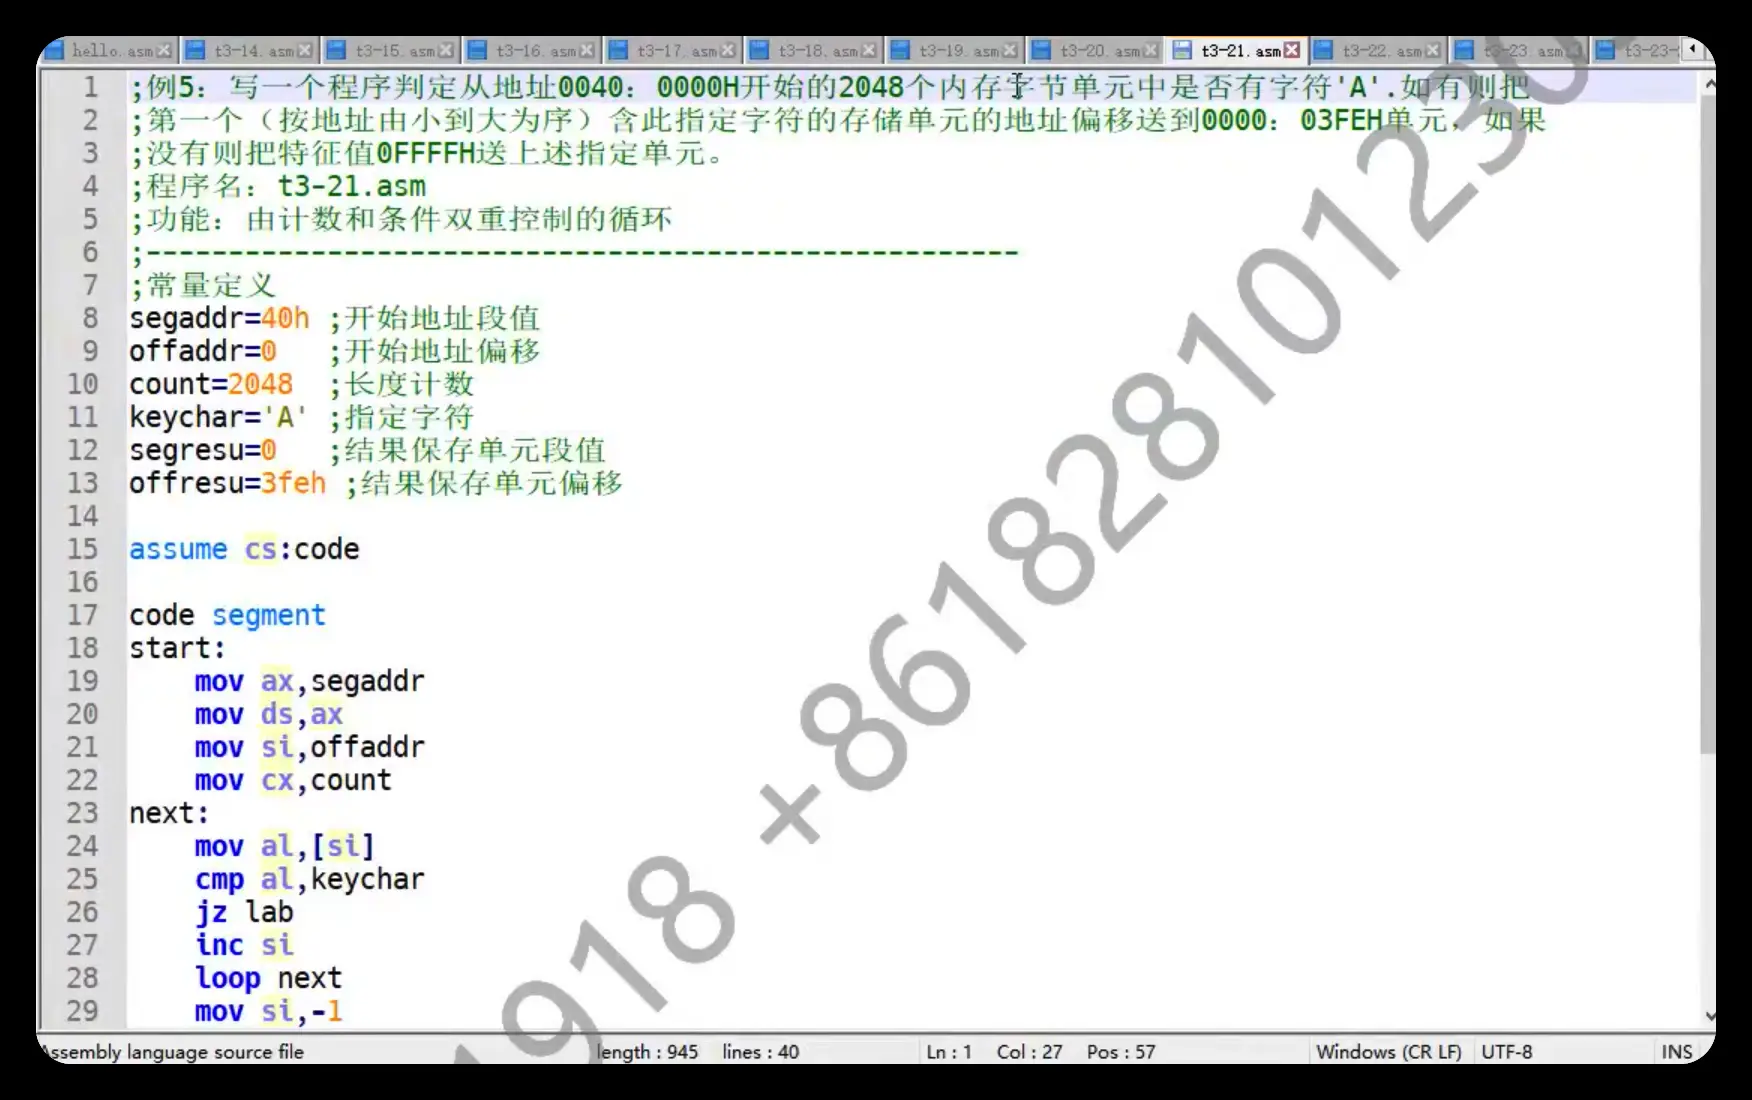 hello.asm t3-14.asm t3-15.asm t3-16.asm t3-17.asm t3-18.asm t3-19.asm t3-20.asm t3-21.asm t3-22.asm t3-23.asm t3-23-
1 ;例5：写一个程序判定从地址0040：0000H开始的2048个内存字节单元中是否有字符'A'.如有则把
2 ;第一个（按地址由小到大为序）含此指定字符的存储单元的地址偏移送到0000：03FEH单元，如果
3 ;没有则把特征值0FFFFH送上述指定单元。
4 ;程序名：t3-21.asm
5 ;功能：由计数和条件双重控制的循环
6 ;-----------------------------------------------------
7 ;常量定义
8 segaddr=40h ;开始地址段值
9 offaddr=0 ;开始地址偏移
10 count=2048 ;长度计数
11 keychar='A' ;指定字符
12 segresu=0 ;结果保存单元段值
13 offresu=3feh ;结果保存单元偏移
14
15 assume cs:code
16
17 code segment
18 start:
19 mov ax,segaddr
20 mov ds,ax
21 mov si,offaddr
22 mov cx,count
23 next:
24 mov al,[si]
25 cmp al,keychar
26 jz lab
27 inc si
28 loop next
29 mov si,-1
Assembly language source file length : 945 lines : 40 Ln : 1 Col : 27 Pos : 57 Windows (CR LF) UTF-8 INS
918 +861828101230